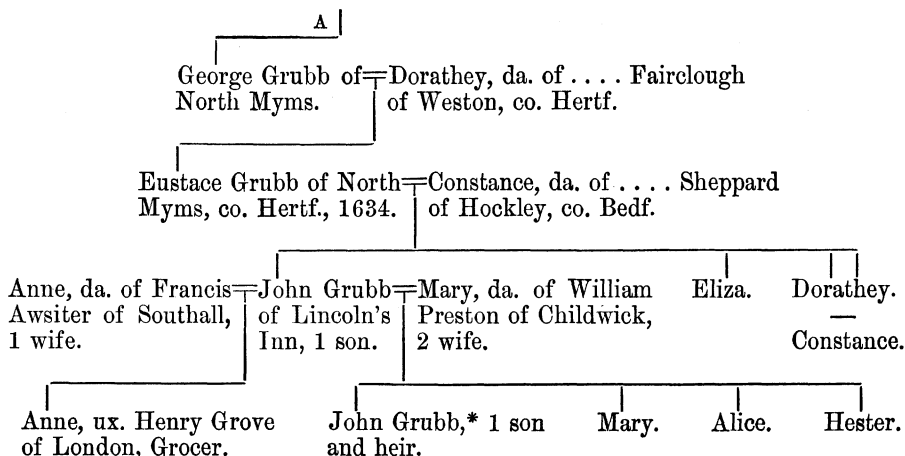 A
George Grubb of=Dorathey, da. of .... Fairclough
North Myms. of Weston, co. Hertf.
Eustace Grubb of North=Constance, da. of .... Sheppard
Myms, co. Hertf., 1634. of Hockley, co. Bedf.
Anne, da. of Francis=John Grubb=Mary, da. of William Eliza. Dorathey.
Awsiter of Southall, of Lincoln's Preston of Childwick, —
1 wife. Inn, 1 son. 2 wife. Constance.
Anne, ux. Henry Grove John Grubb,* 1 son Mary. Alice. Hester.
of London, Grocer. and heir.